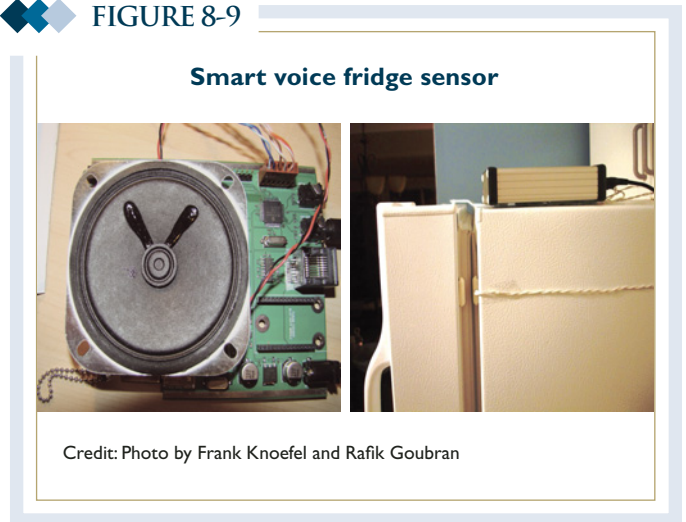 FIGURE 8-9
Smart voice fridge sensor
Credit: Photo by Frank Knoefel and Rafik Goubran